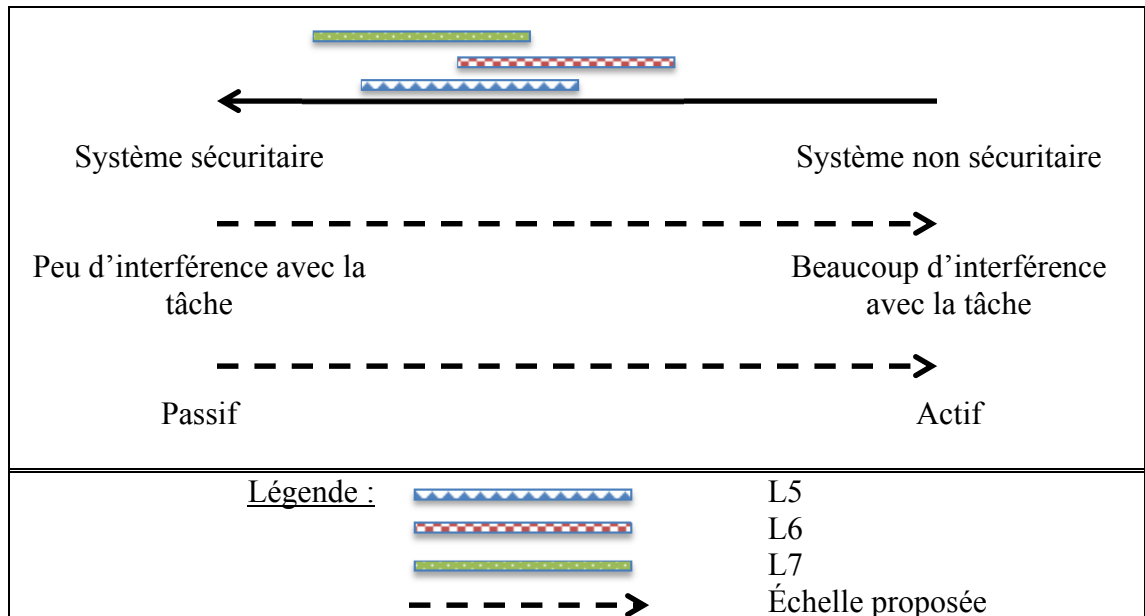 Système sécuritaire
Système non sécuritaire
Peu d'interférence avec la
tâche
Beaucoup d'interférence
avec la tâche
Passif
Actif
Légende :
L5
L6
L7
Échelle proposée